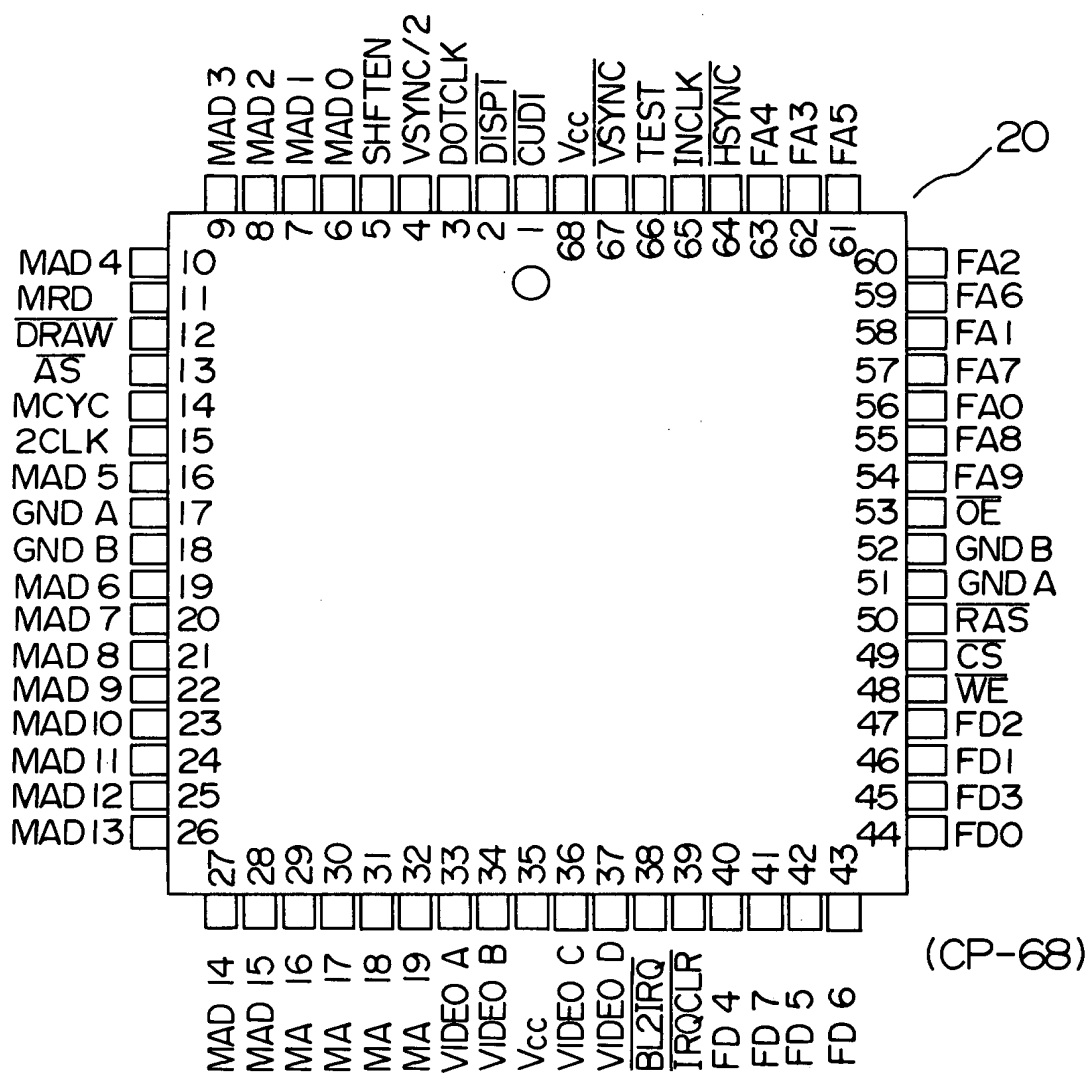 MAD 3
MAD 2
MAD 1
MAD 0
SHFTEN
VSYNC/2
DOTCLK
DISP1
CUD1
Vcc
VSYNC
TEST
INCLK
HSYNC
FA4
FA3
FA5
20
9 8 7 6 5 4 3 2 1 68 67 66 65 64 63 62 61
MAD 4 10
MRD 11
DRAW 12
AS 13
MCYC 14
2CLK 15
MAD 5 16
GND A 17
GND B 18
MAD 6 19
MAD 7 20
MAD 8 21
MAD 9 22
MAD 10 23
MAD 11 24
MAD 12 25
MAD 13 26
60 FA2
59 FA6
58 FA1
57 FA7
56 FA0
55 FA8
54 FA9
53 OE
52 GND B
51 GND A
50 RAS
49 CS
48 WE
47 FD2
46 FD1
45 FD3
44 FD0
27 28 29 30 31 32 33 34 35 36 37 38 39 40 41 42 43
MAD 14
MAD 15
MA 16
MA 17
MA 18
MA 19
VIDEO A
VIDEO B
Vcc
VIDEO C
VIDEO D
BL2IRQ
IRQCLR
FD 4
FD 7
FD 5
FD 6
(CP-68)